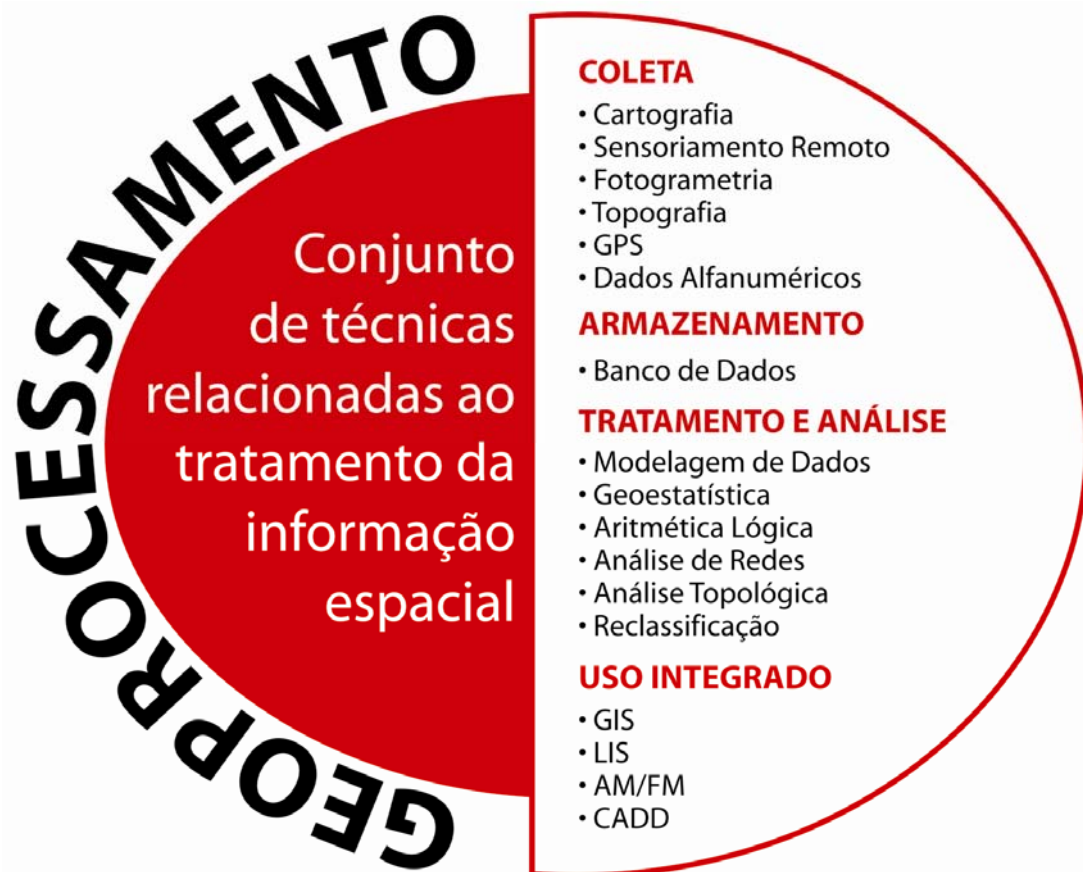 GEOPROCESSAMENTO
Conjunto
de técnicas
relacionadas ao
tratamento da
informação
espacial
COLETA
• Cartografia
• Sensoriamento Remoto
• Fotogrametria
• Topografia
• GPS
• Dados Alfanuméricos
ARMAZENAMENTO
• Banco de Dados
TRATAMENTO E ANÁLISE
• Modelagem de Dados
• Geoestatística
• Aritmética Lógica
• Análise de Redes
• Análise Topológica
• Reclassificação
USO INTEGRADO
• GIS
• LIS
• AM/FM
• CADD